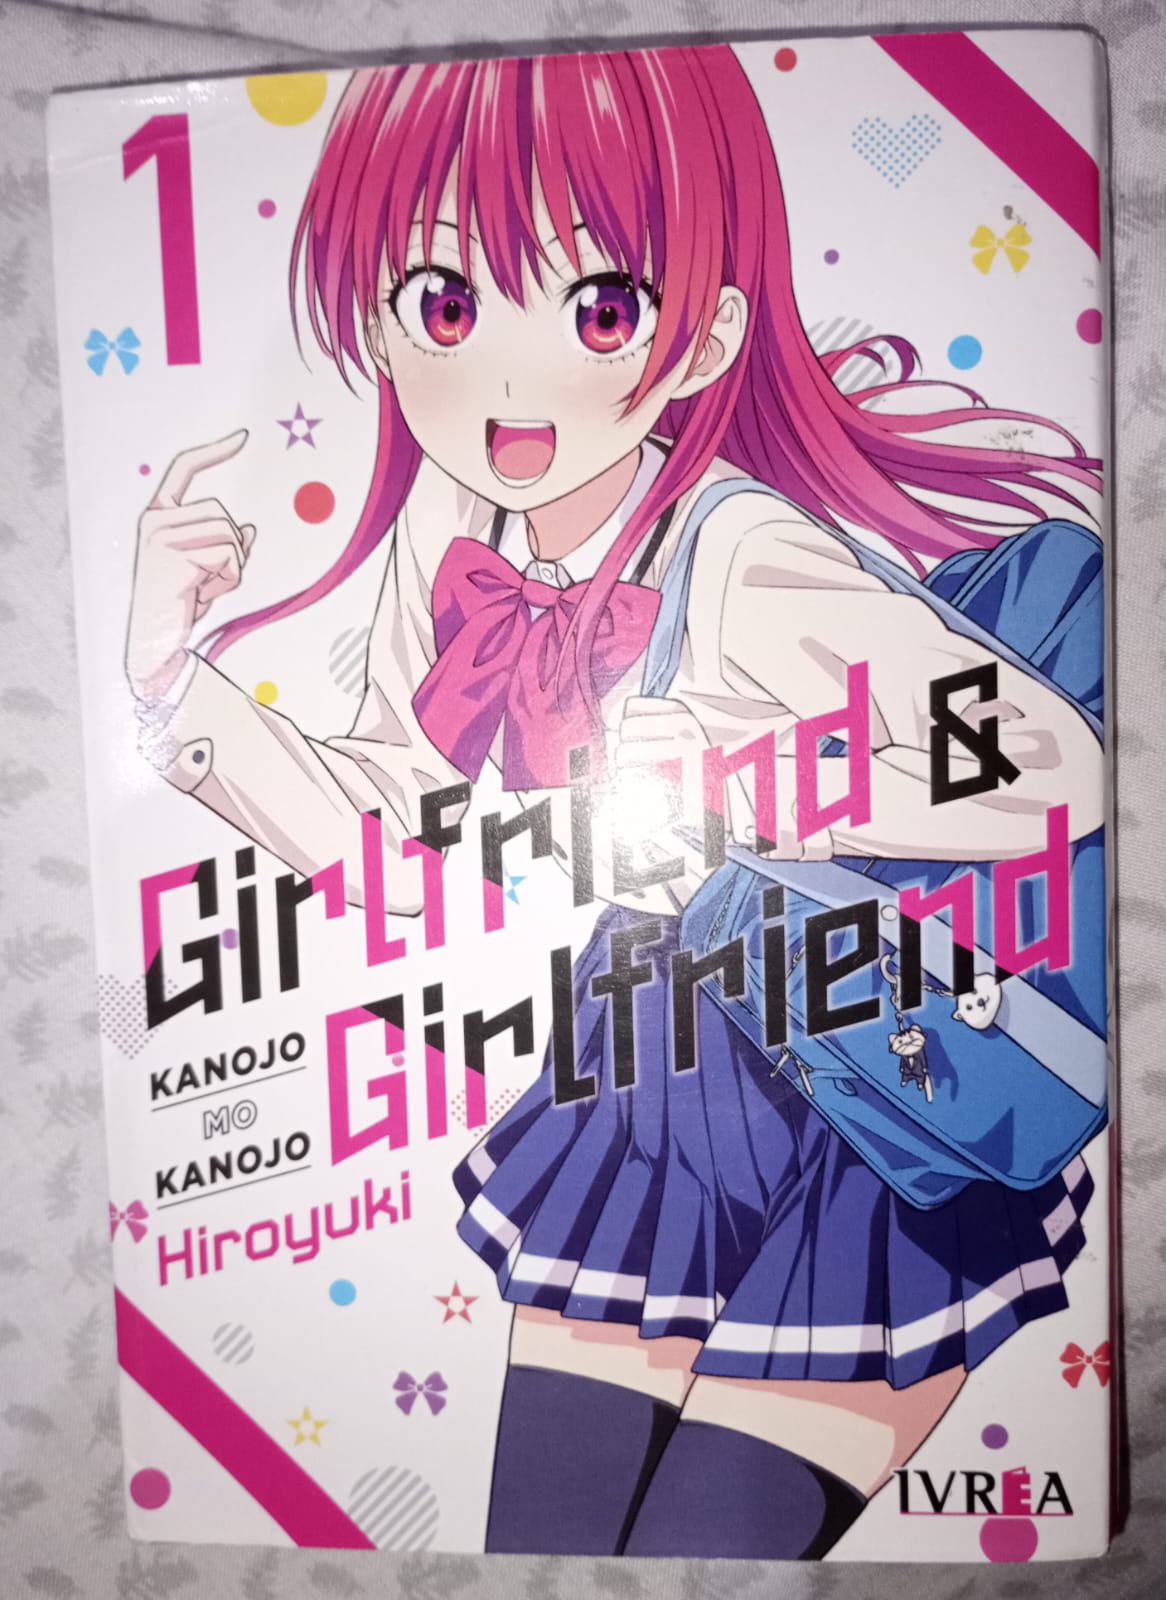 1
Girlfriend &
Girlfriend
KANOJO
MO
KANOJO
Hiroyuki
IVREA